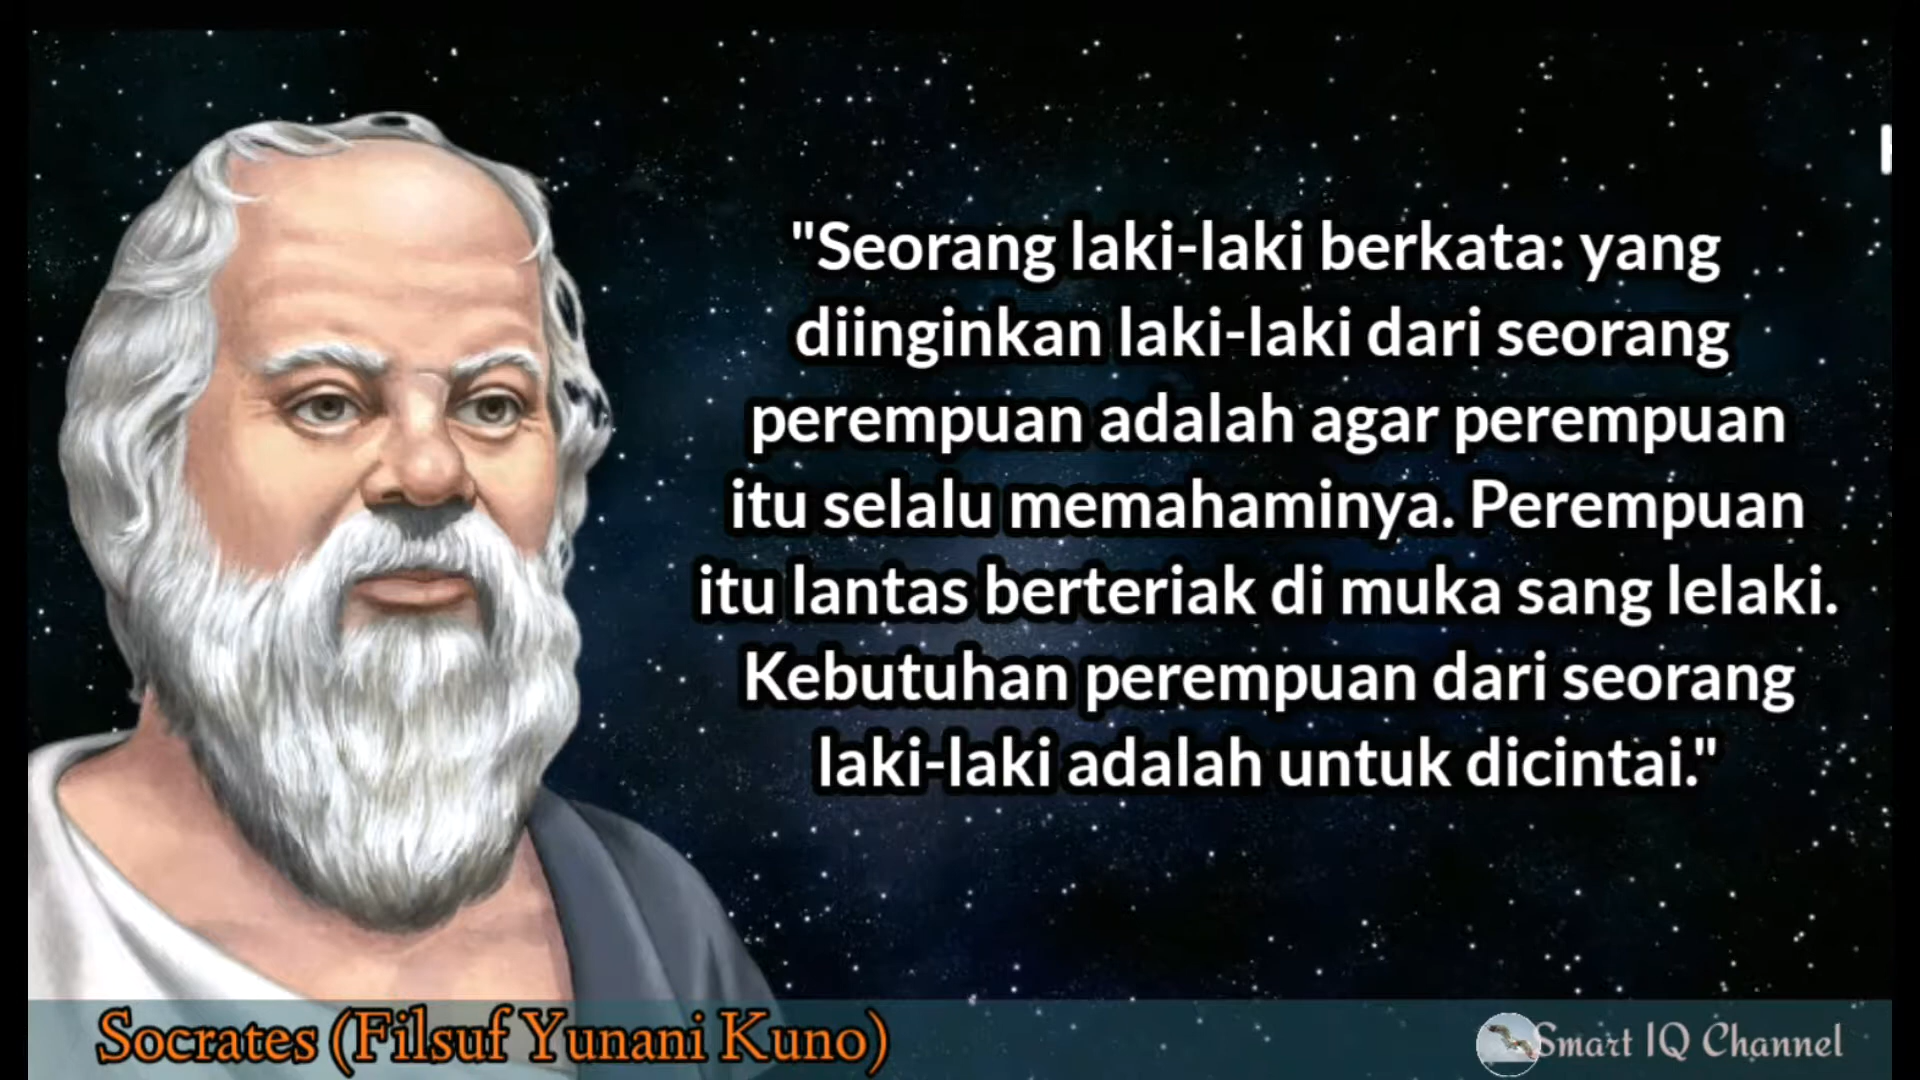 "Seorang laki-laki berkata: yang
diinginkan laki-laki dari seorang
perempuan adalah agar perempuan
itu selalu memahaminya. Perempuan
itu lantas berteriak di muka sang lelaki.
Kebutuhan perempuan dari seorang
laki-laki adalah untuk dicintai."
Socrates (Filsuf Yunani Kuno)
Smart IQ Channel